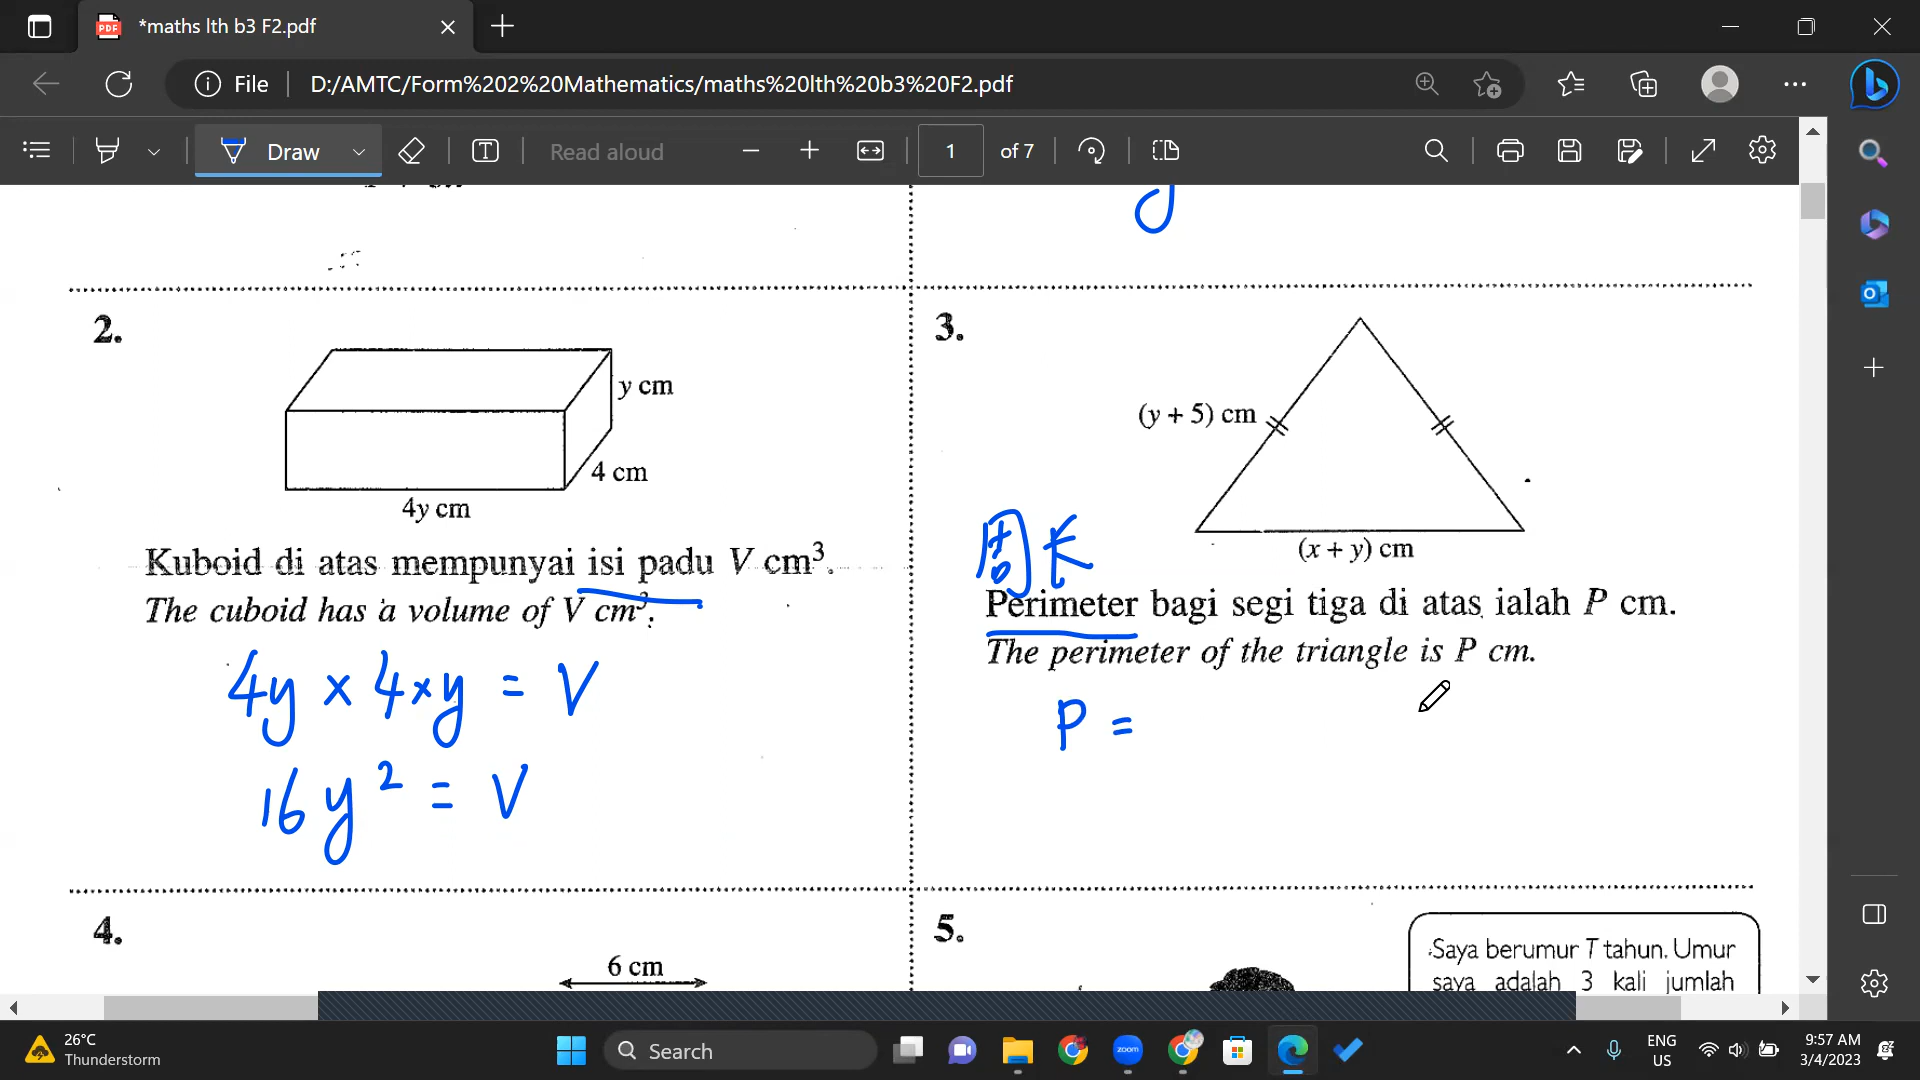 *maths lth b3 F2.pdf
File
D:/AMTC/Form%202%20Mathematics/maths%20lth%20b3%20F2.pdf
Draw
Read aloud
1
of 7
2.
y cm
4 cm
4y cm
Kuboid di atas mempunyai isi padu V cm³.
The cuboid has a volume of V cm³.
4y × 4 × y = V
16y² = V
3.
(y + 5) cm
(x + y) cm
周长
Perimeter bagi segi tiga di atas ialah P cm.
The perimeter of the triangle is P cm.
P =
4.
6 cm
5.
Saya berumur T tahun. Umur
saya adalah 3 kali jumlah
26°C
Thunderstorm
Search
zoom
ENG
US
9:57 AM
3/4/2023